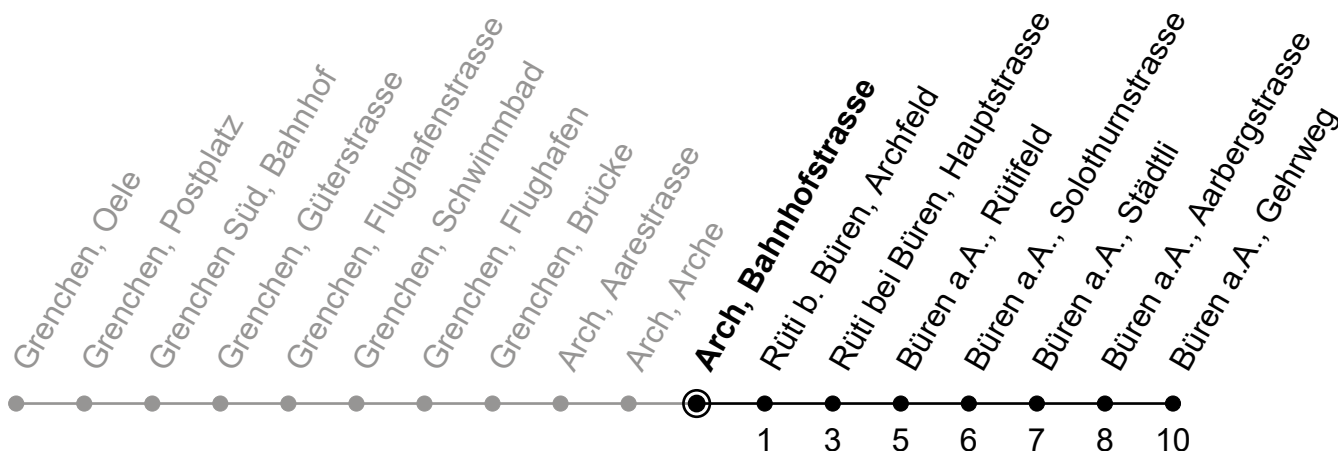 Grenchen, Oele
Grenchen, Postplatz
Grenchen Süd, Bahnhof
Grenchen, Güterstrasse
Grenchen, Flughafenstrasse
Grenchen, Schwimmbad
Grenchen, Flughafen
Grenchen, Brücke
Arch, Aarestrasse
Arch, Arche
Arch, Bahnhofstrasse
Rüti b. Büren, Archfeld
Rüti bei Büren, Hauptstrasse
Büren a.A., Rütifeld
Büren a.A., Solothurnstrasse
Büren a.A., Städtli
Büren a.A., Aarbergstrasse
Büren a.A., Gehrweg
1 3 5 6 7 8 10